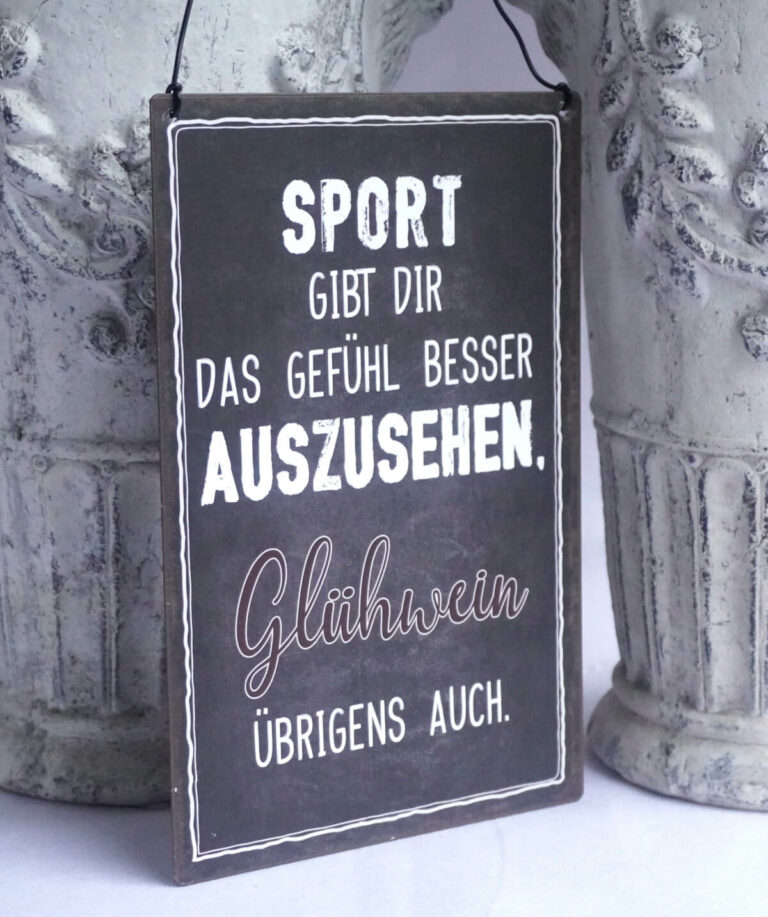 SPORT
GIBT DIR
DAS GEFÜHL BESSER
AUSZUSEHEN.
Glühwein
ÜBRIGENS AUCH.